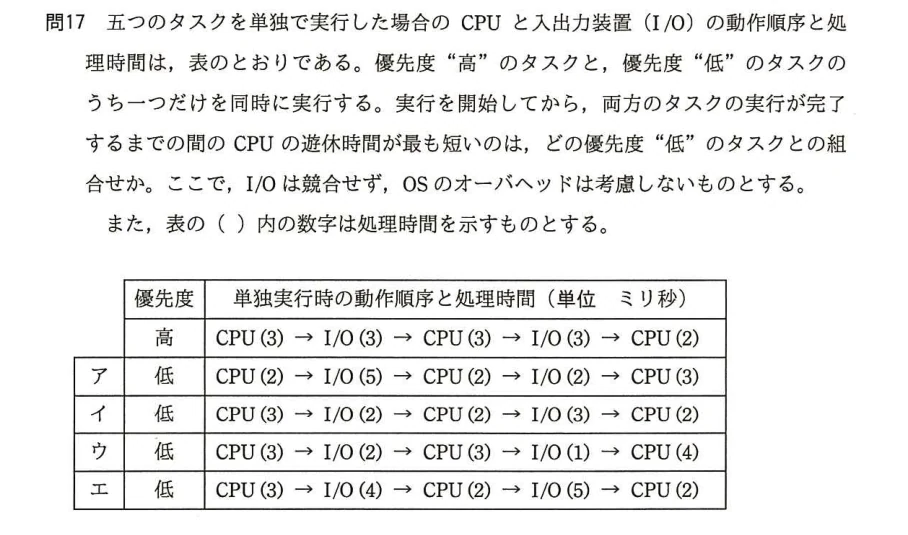 問17 五つのタスクを単独で実行した場合の CPU と入出力装置（I/O）の動作順序と処
理時間は，表のとおりである。優先度“高”のタスクと，優先度“低”のタスクの
うち一つだけを同時に実行する。実行を開始してから，両方のタスクの実行が完了
するまでの間の CPU の遊休時間が最も短いのは，どの優先度“低”のタスクとの組
合せか。ここで，I/O は競合せず，OS のオーバヘッドは考慮しないものとする。
また，表の（ ）内の数字は処理時間を示すものとする。
優先度 単独実行時の動作順序と処理時間（単位 ミリ秒）
高 CPU (3) → I/O (3) → CPU (3) → I/O (3) → CPU (2)
ア 低 CPU (2) → I/O (5) → CPU (2) → I/O (2) → CPU (3)
イ 低 CPU (3) → I/O (2) → CPU (2) → I/O (3) → CPU (2)
ウ 低 CPU (3) → I/O (2) → CPU (3) → I/O (1) → CPU (4)
エ 低 CPU (3) → I/O (4) → CPU (2) → I/O (5) → CPU (2)